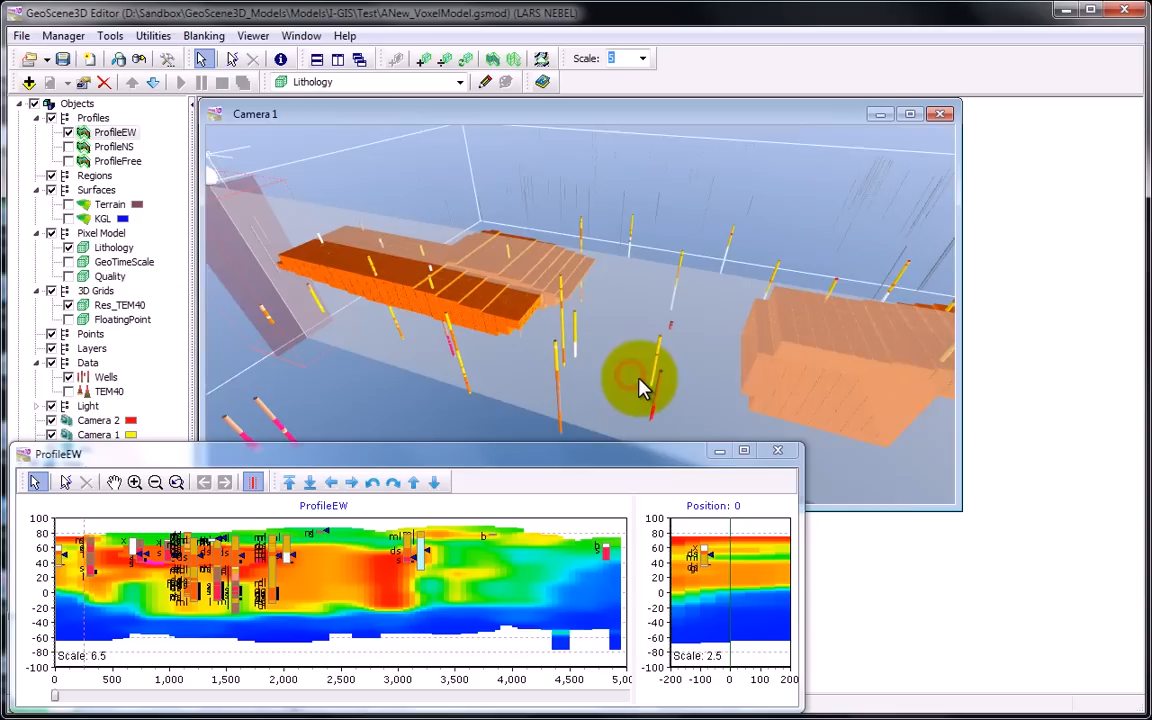 GeoScene3D Editor (D:\Sandbox\GeoScene3D_Models\Models\I-GIS\Test\ANew_VoxelModel.gsmod) (LARS NEBEL)
File Manager Tools Utilities Blanking Viewer Window Help
Scale: 5
Lithology
Objects
Profiles
ProfileEW
ProfileNS
ProfileFree
Regions
Surfaces
Terrain
KGL
Pixel Model
Lithology
GeoTimeScale
Quality
3D Grids
Res_TEM40
FloatingPoint
Points
Layers
Data
Wells
TEM40
Light
Camera 2
Camera 1
Camera 1
ProfileEW
ProfileEW
Position: 0
100
80
60
40
20
0
-20
-40
-60
-80
-100
Scale: 6.5
0 500 1,000 1,500 2,000 2,500 3,000 3,500 4,000 4,500 5,00
100
80
60
40
20
0
-20
-40
-60
-80
-100
Scale: 2.5
-200 -100 0 100 200